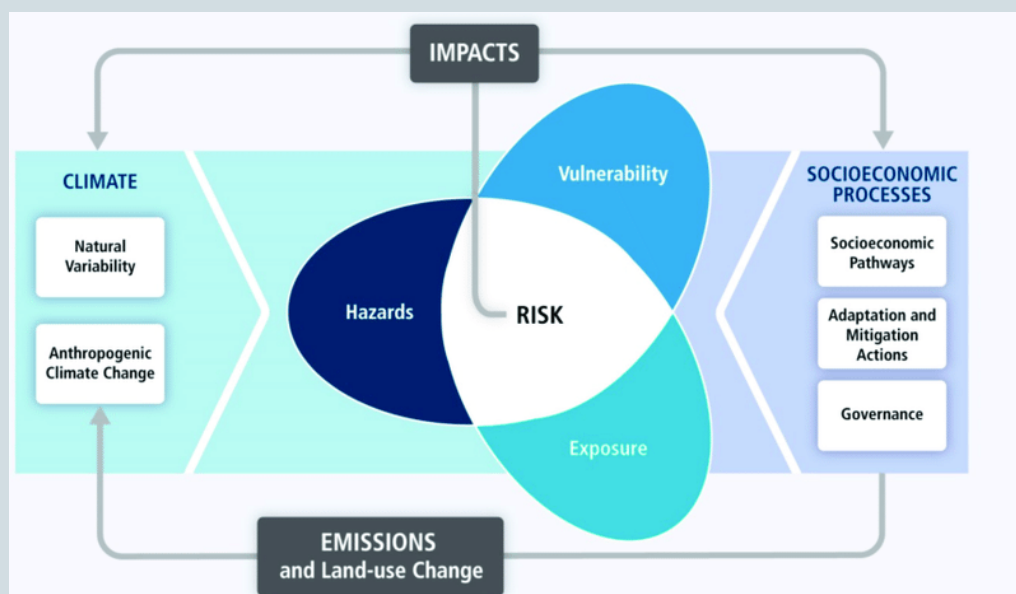 IMPACTS
CLIMATE
Natural
Variability
Anthropogenic
Climate Change
Vulnerability
Hazards
RISK
Exposure
SOCIOECONOMIC
PROCESSES
Socioeconomic
Pathways
Adaptation and
Mitigation
Actions
Governance
EMISSIONS
and Land-use Change